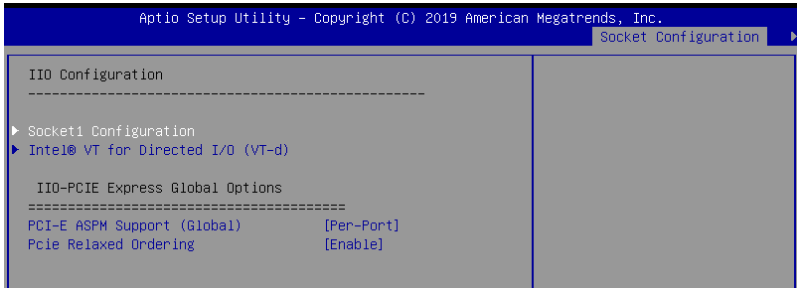 Aptio Setup Utility – Copyright (C) 2019 American Megatrends, Inc.
Socket Configuration
IIO Configuration
--------------------------------------------------
Socket1 Configuration
Intel® VT for Directed I/O (VT-d)
IIO-PCIE Express Global Options
========================================
PCI-E ASPM Support (Global) [Per-Port]
Pcie Relaxed Ordering [Enable]